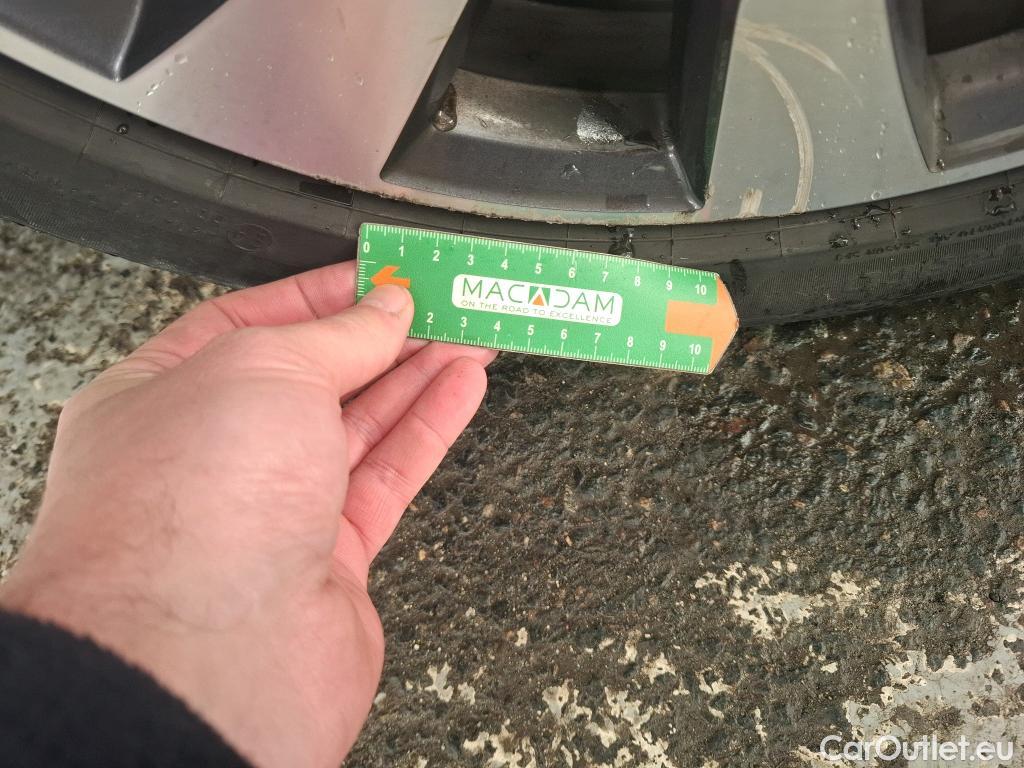 0 1 2 3 4 5 6 7 8 9 10
MACADAM
ON THE ROAD TO EXCELLENCE
2 3 4 5 6 7 8 9 10
CarOutlet.eu